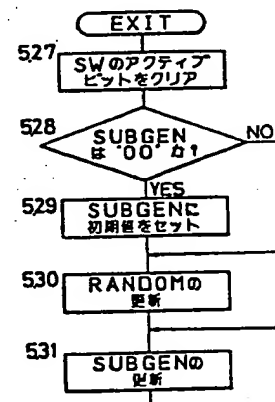 EXIT
527
SWのアクティブ
ビットをクリア
528
SUBGEN
は '00' か?
NO
YES
529
SUBGENに
初期値をセット
530
RANDOMの
更新
531
SUBGENの
更新